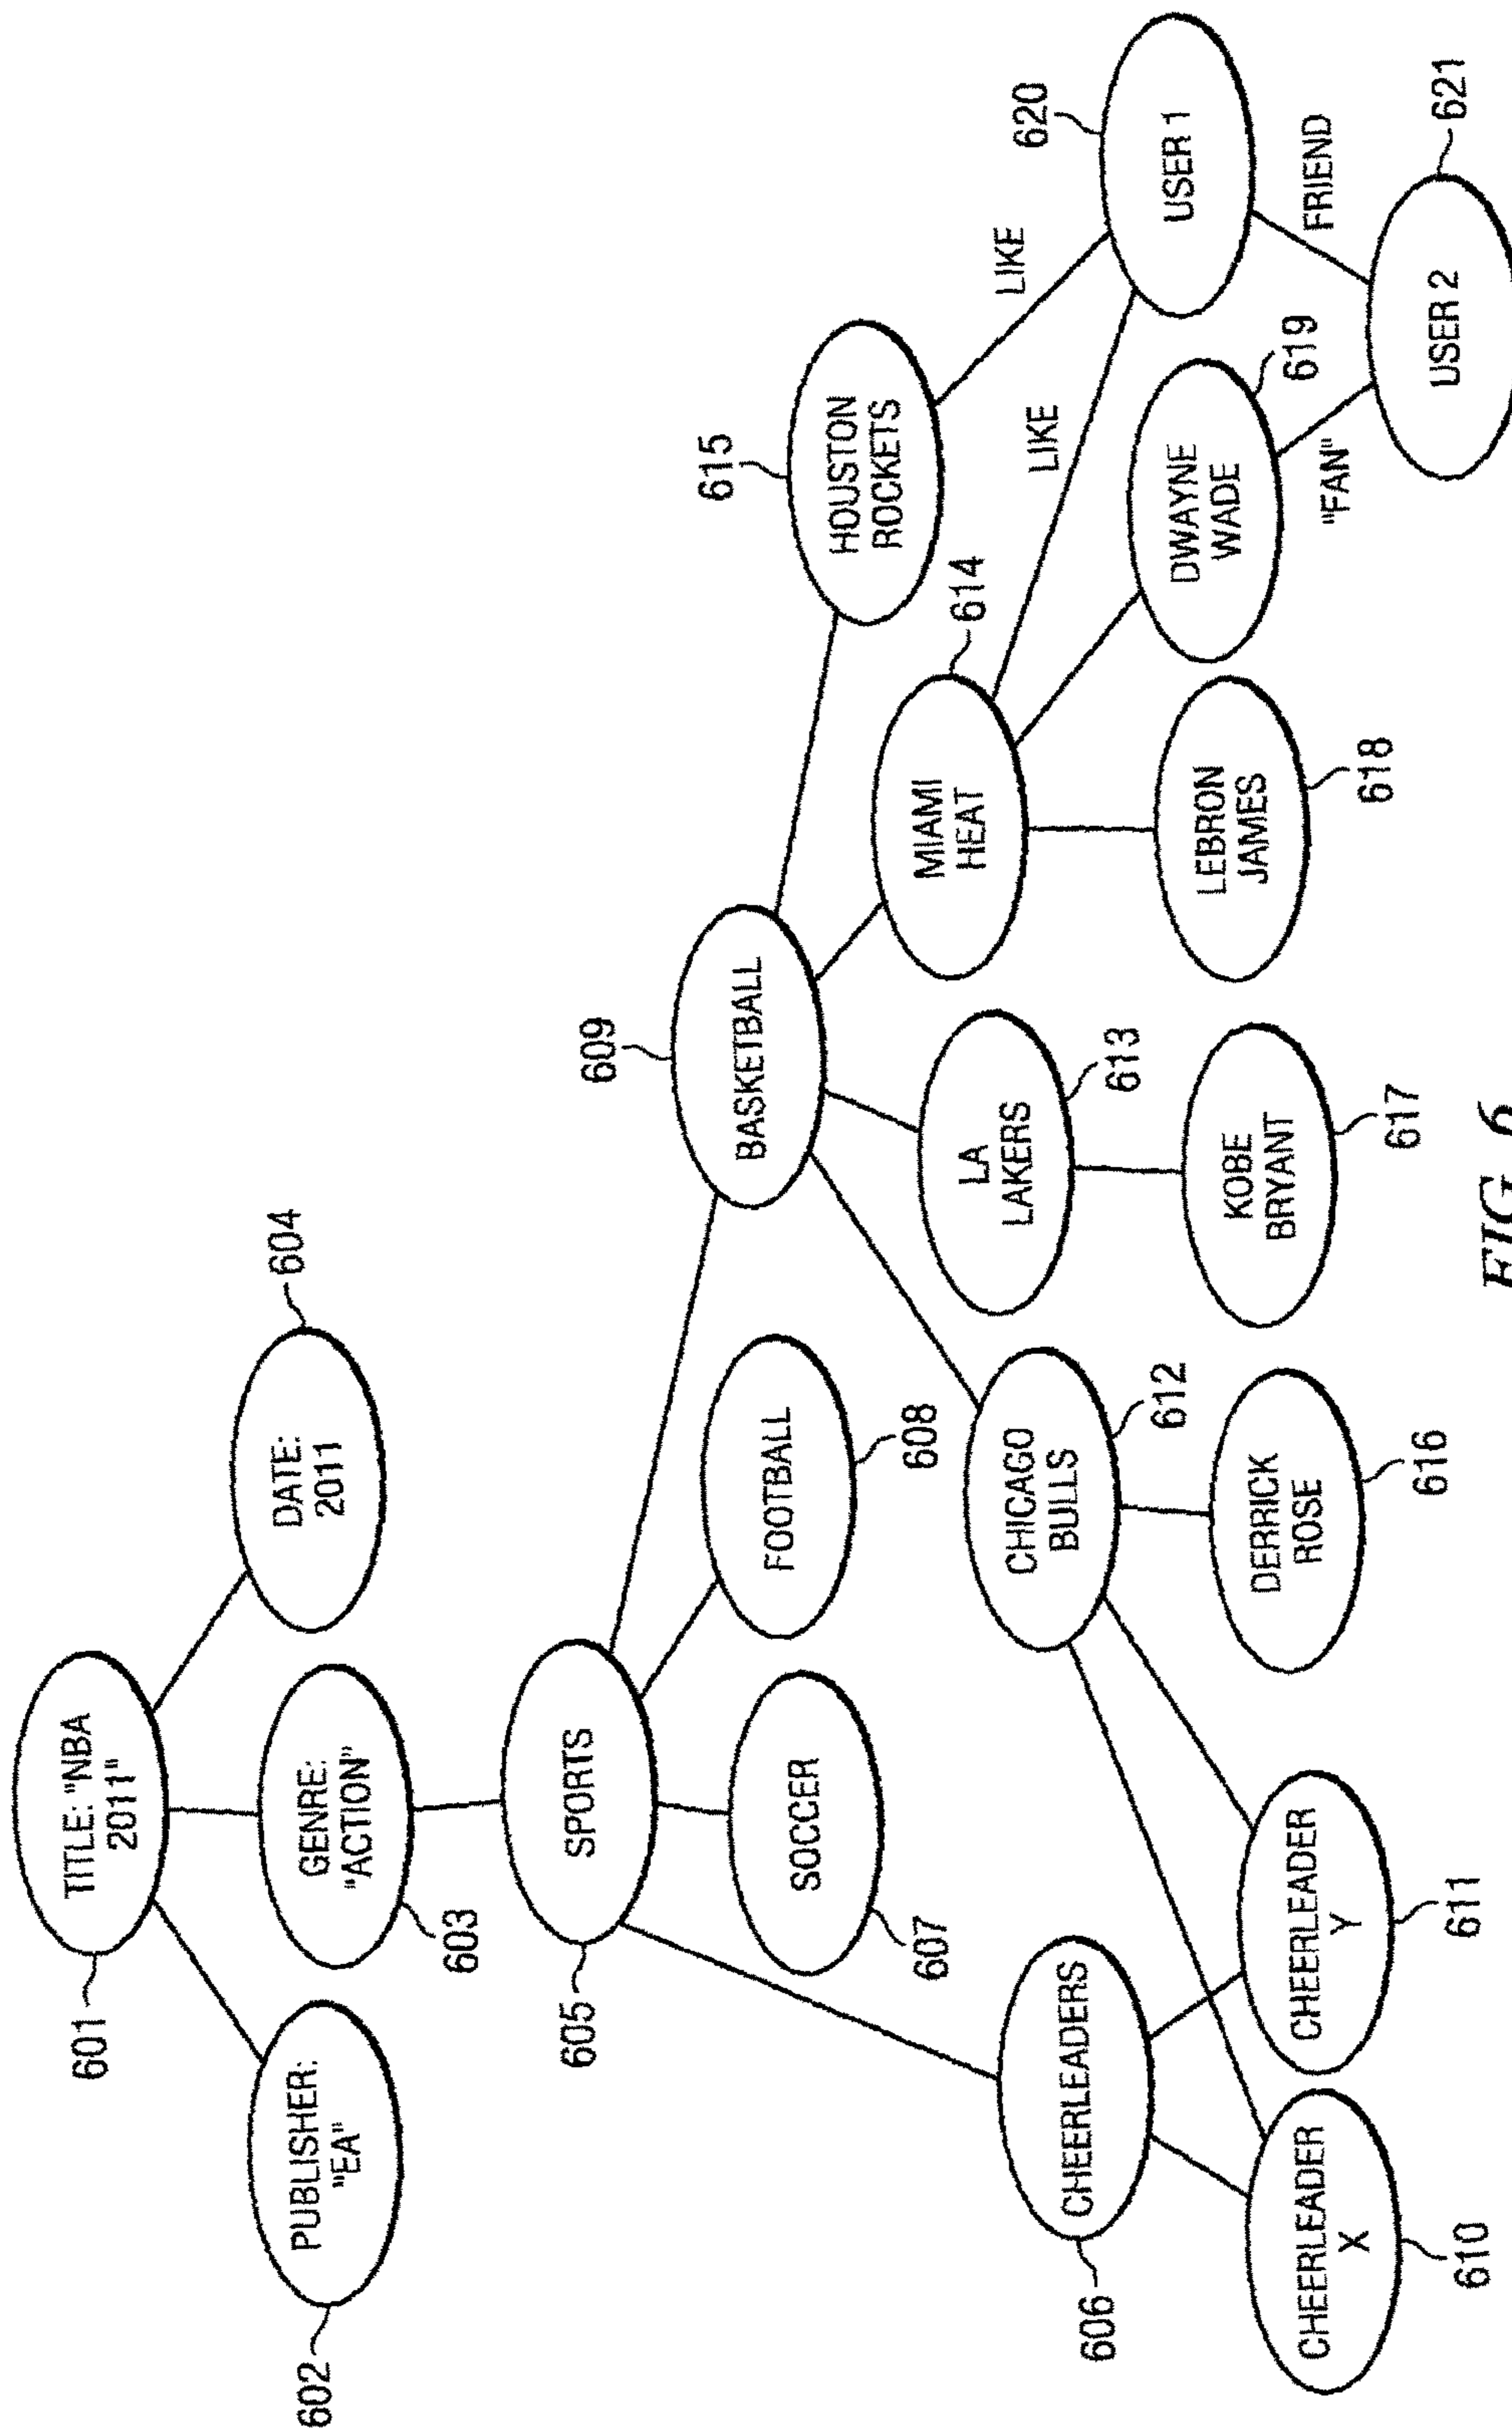 601
TITLE: "NBA
2011"
602
PUBLISHER:
"EA"
603
GENRE:
"ACTION"
604
DATE:
2011
605
SPORTS
606
CHEERLEADERS
607
SOCCER
608
FOOTBALL
609
BASKETBALL
610
CHEERLEADER
X
611
CHEERLEADER
Y
612
CHICAGO
BULLS
613
LA
LAKERS
614
MIAMI
HEAT
615
HOUSTON
ROCKETS
616
DERRICK
ROSE
617
KOBE
BRYANT
618
LEBRON
JAMES
619
DWAYNE
WADE
LIKE
LIKE
620
USER 1
FRIEND
"FAN"
621
USER 2
FIG. 6